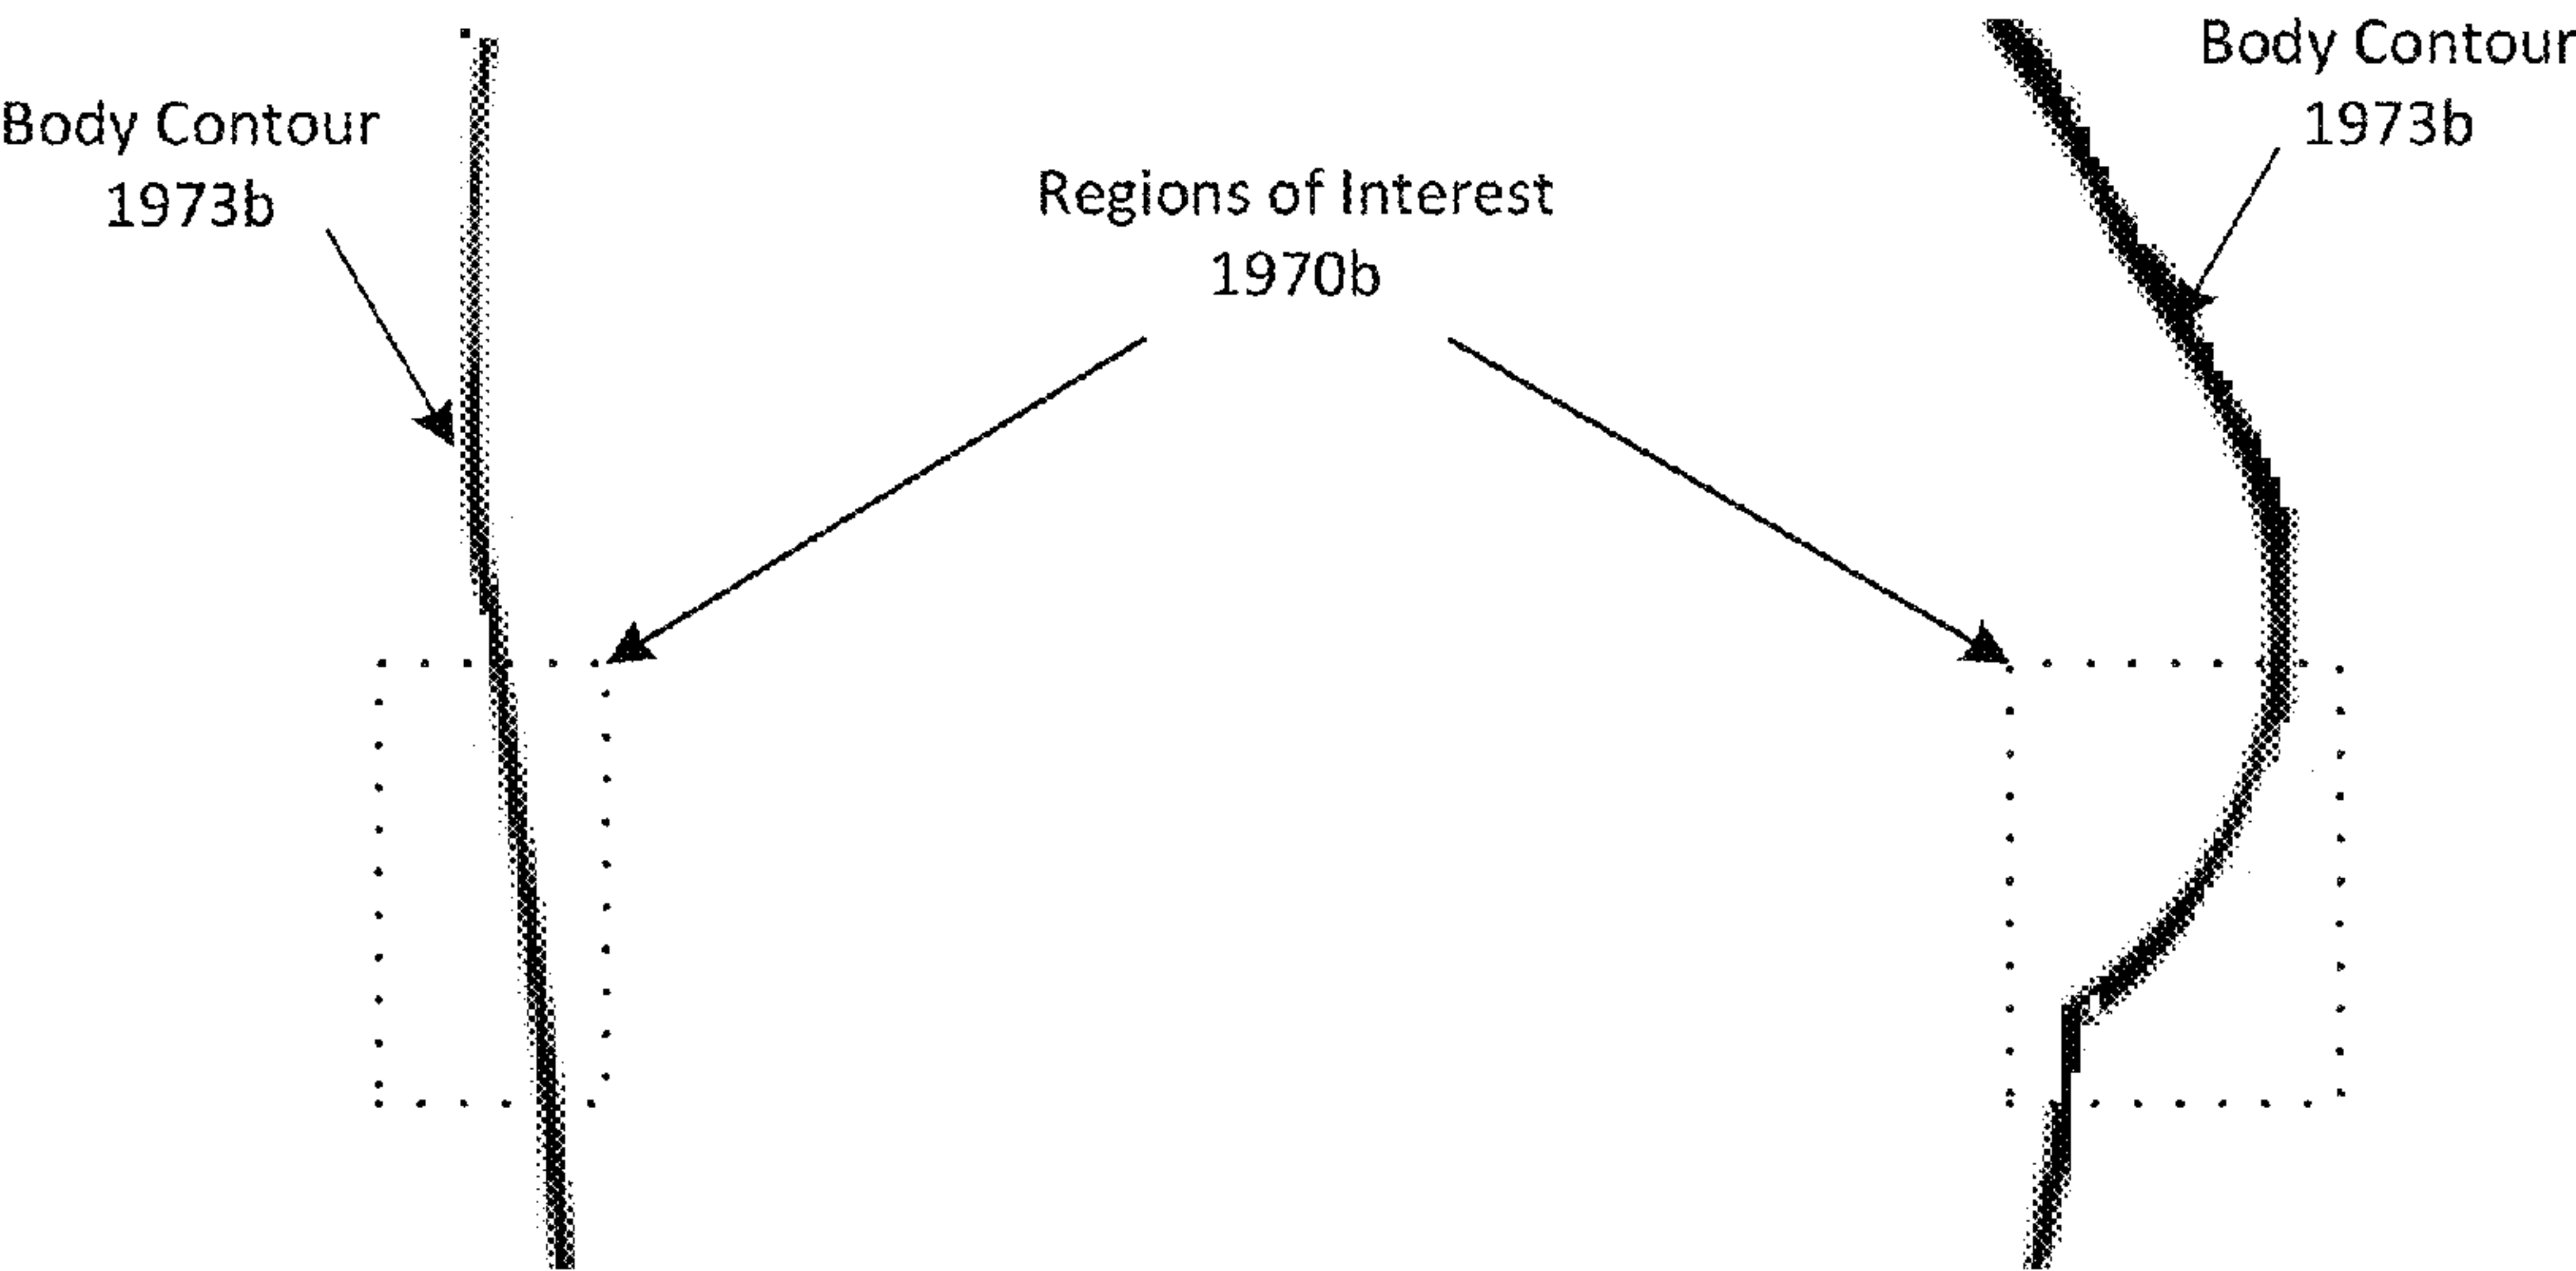 Body Contour
1973b
Regions of Interest
1970b
Body Contour
1973b